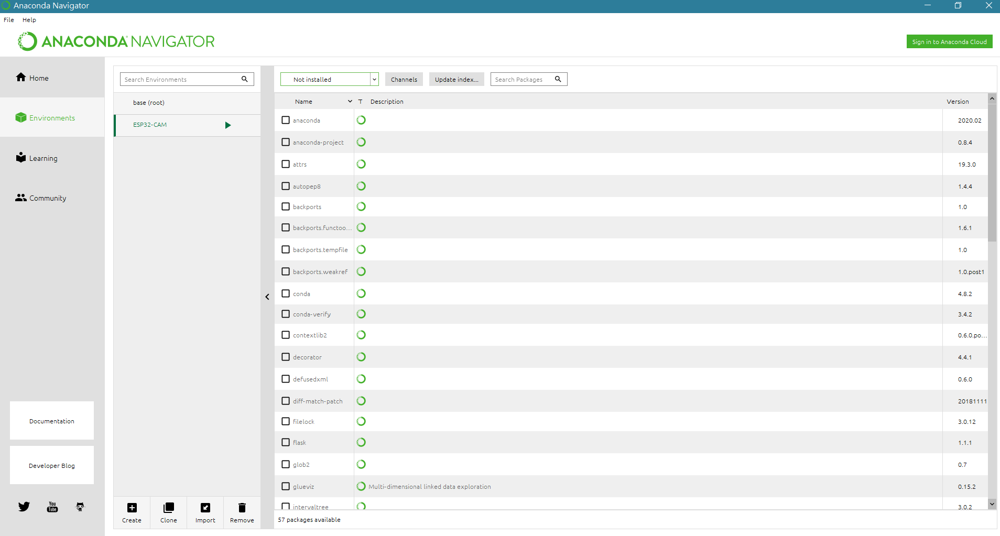 Anaconda Navigator
File Help
ANACONDA NAVIGATOR
Sign in to Anaconda Cloud
Home
Environments
Learning
Community
Documentation
Developer Blog
You
Tube
Search Environments
base (root)
ESP32-CAM
Create Clone Import Remove
Not installed Channels Update index... Search Packages
Name T Description Version
anaconda 2020.02
anaconda-project 0.8.4
attrs 19.3.0
autopep8 1.4.4
backports 1.0
backports.functoo... 1.6.1
backports.tempfile 1.0
backports.weakref 1.0.post1
conda 4.8.2
conda-verify 3.4.2
contextlib2 0.6.0.po...
decorator 4.4.1
defusedxml 0.6.0
diff-match-patch 20181111
filelock 3.0.12
flask 1.1.1
glob2 0.7
glueviz Multi-dimensional linked data exploration 0.15.2
intervaltree 3.0.2
57 packages available